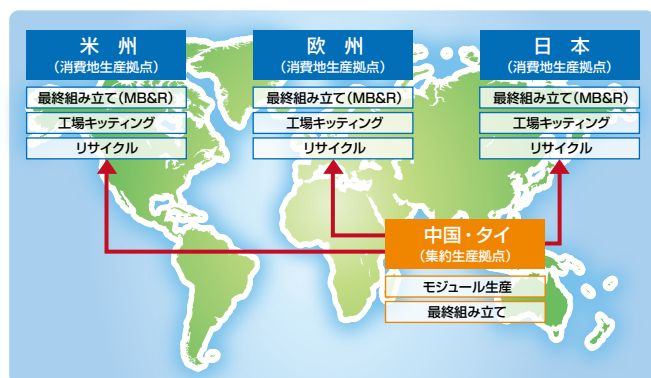 米 州
(消費地生産拠点)
最終組み立て(MB&R)
工場キッティング
リサイクル
欧 州
(消費地生産拠点)
最終組み立て(MB&R)
工場キッティング
リサイクル
日 本
(消費地生産拠点)
最終組み立て(MB&R)
工場キッティング
リサイクル
中国・タイ
(集約生産拠点)
モジュール生産
最終組み立て